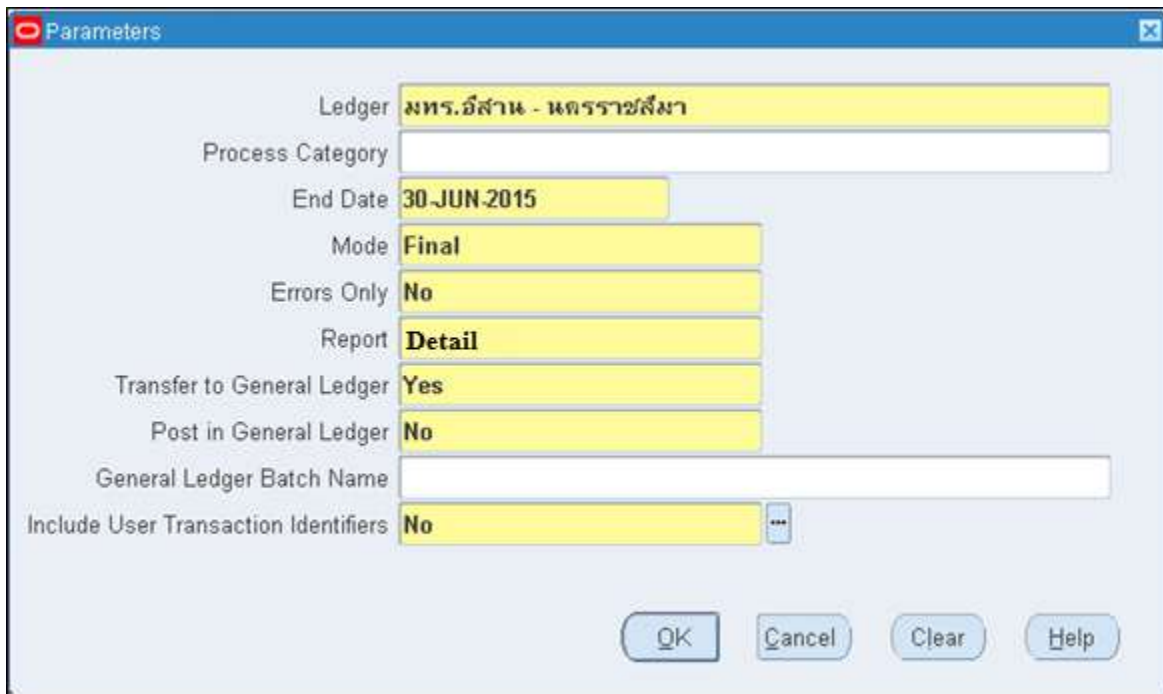 Parameters
Ledger มทร.อีสาน - นครราชสีมา
Process Category
End Date 30-JUN-2015
Mode Final
Errors Only No
Report Detail
Transfer to General Ledger Yes
Post in General Ledger No
General Ledger Batch Name
Include User Transaction Identifiers No ...
OK Cancel Clear Help